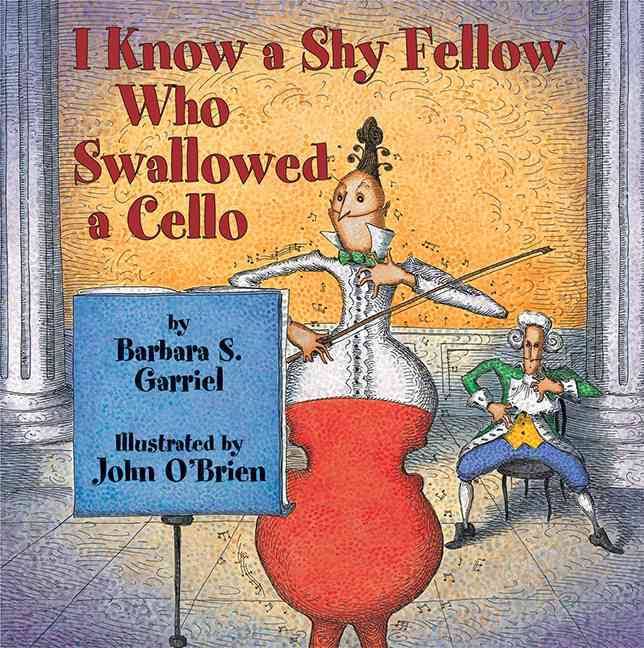 I Know a Shy Fellow
Who
Swallowed
a Cello
by
Barbara S.
Garriel
Illustrated by
John O'Brien